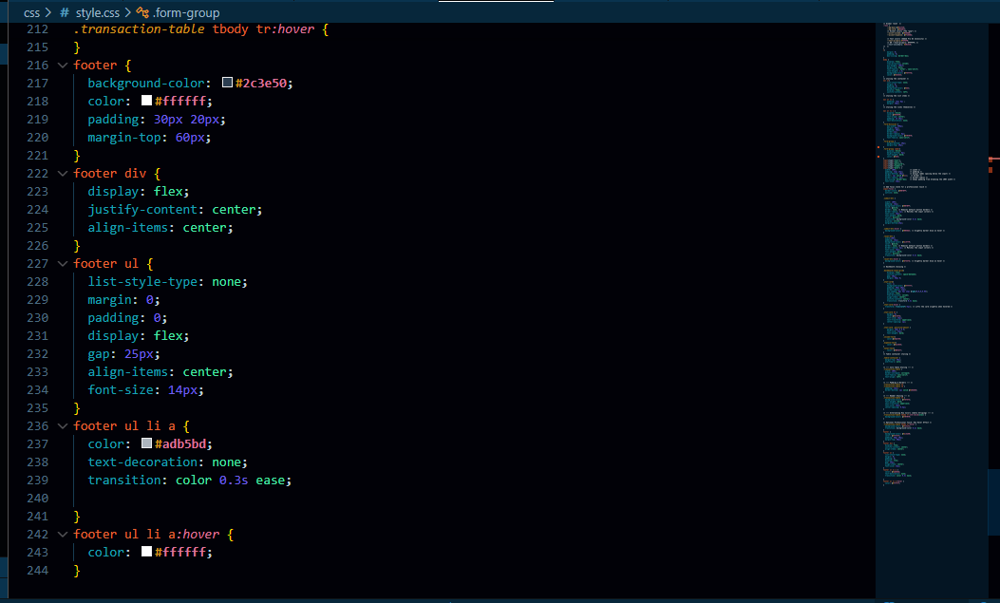 css > # style.css > .form-group
212 .transaction-table tbody tr:hover {
215 }
216 footer {
217 background-color: #2c3e50;
218 color: #ffffff;
219 padding: 30px 20px;
220 margin-top: 60px;
221 }
222 footer div {
223 display: flex;
224 justify-content: center;
225 align-items: center;
226 }
227 footer ul {
228 list-style-type: none;
229 margin: 0;
230 padding: 0;
231 display: flex;
232 gap: 25px;
233 align-items: center;
234 font-size: 14px;
235 }
236 footer ul li a {
237 color: #adb5bd;
238 text-decoration: none;
239 transition: color 0.3s ease;
240
241 }
242 footer ul li a:hover {
243 color: #ffffff;
244 }